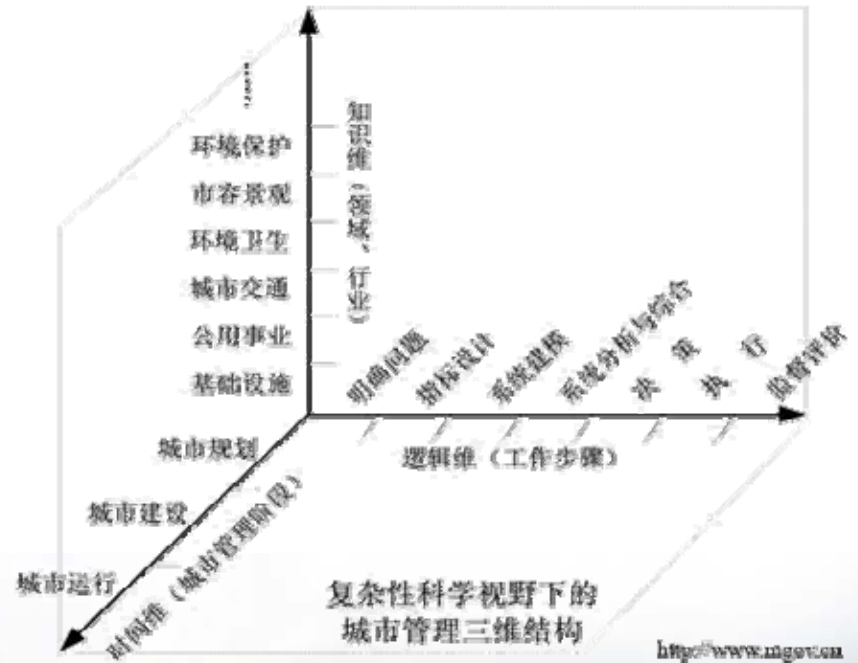 环境保护
市容景观
环境卫生
城市交通
公用事业
基础设施
知识维（领域、行业）
明确问题
指标设计
系统建模
系统分析与综合
决策
执行
监督评价
逻辑维（工作步骤）
城市规划
城市建设
城市运行
时间维（城市管理阶段）
复杂性科学视野下的
城市管理三维结构
http://www.mgov.cn